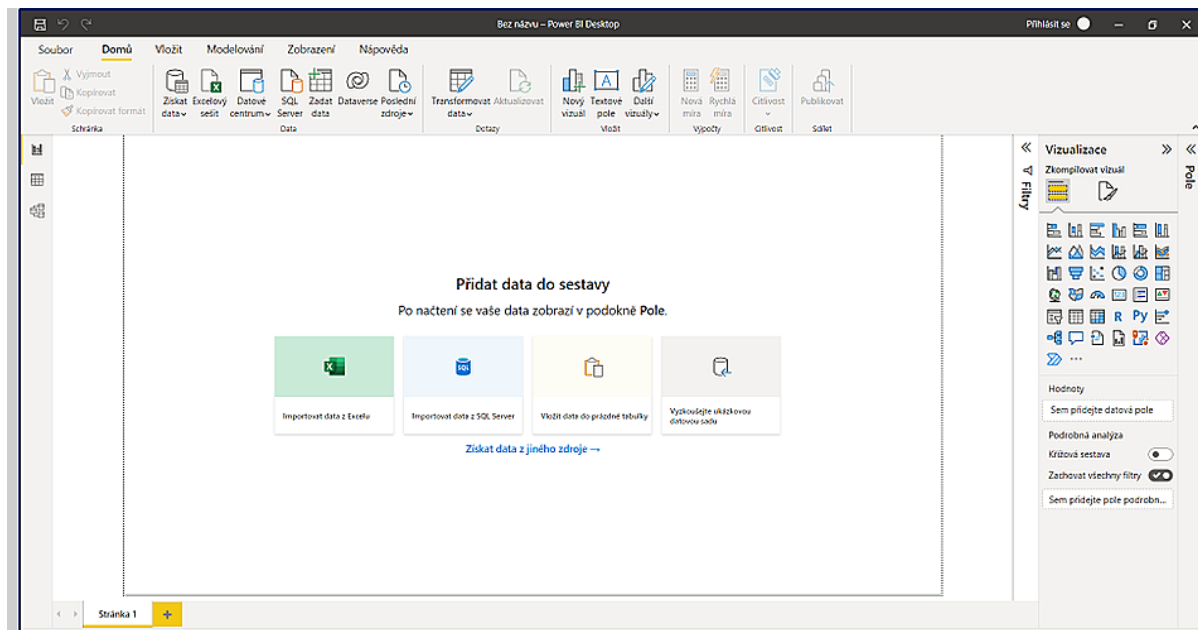 Bez názvu – Power BI Desktop
Přihlásit se
Soubor Domů Vložit Modelování Zobrazení Nápověda
Vložit
Vyjmout
Kopírovat
Kopírovat formát
Schránka
Získat data
Excelový sešit
Datové centrum
SQL Server
Zadat data
Dataverse
Poslední zdroje
Data
Transformovat data
Aktualizovat
Dotazy
Nový vizuál
Textové pole
Další vizuály
Vložit
Nová míra
Rychlá míra
Výpočty
Citlivost
Citlivost
Publikovat
Sdílet
Přidat data do sestavy
Po načtení se vaše data zobrazí v podokně Pole.
Importovat data z Excelu
Importovat data z SQL Server
Vložit data do prázdné tabulky
Vyzkoušejte ukázkovou
datovou sadu
Získat data z jiného zdroje →
Filtry
Vizualizace
Zkompilovat vizuál
R Py
123
Hodnoty
Sem přidejte datová pole
Podrobná analýza
Křížová sestava
Zachovat všechny filtry
Sem přidejte pole podrobn...
Pole
Stránka 1